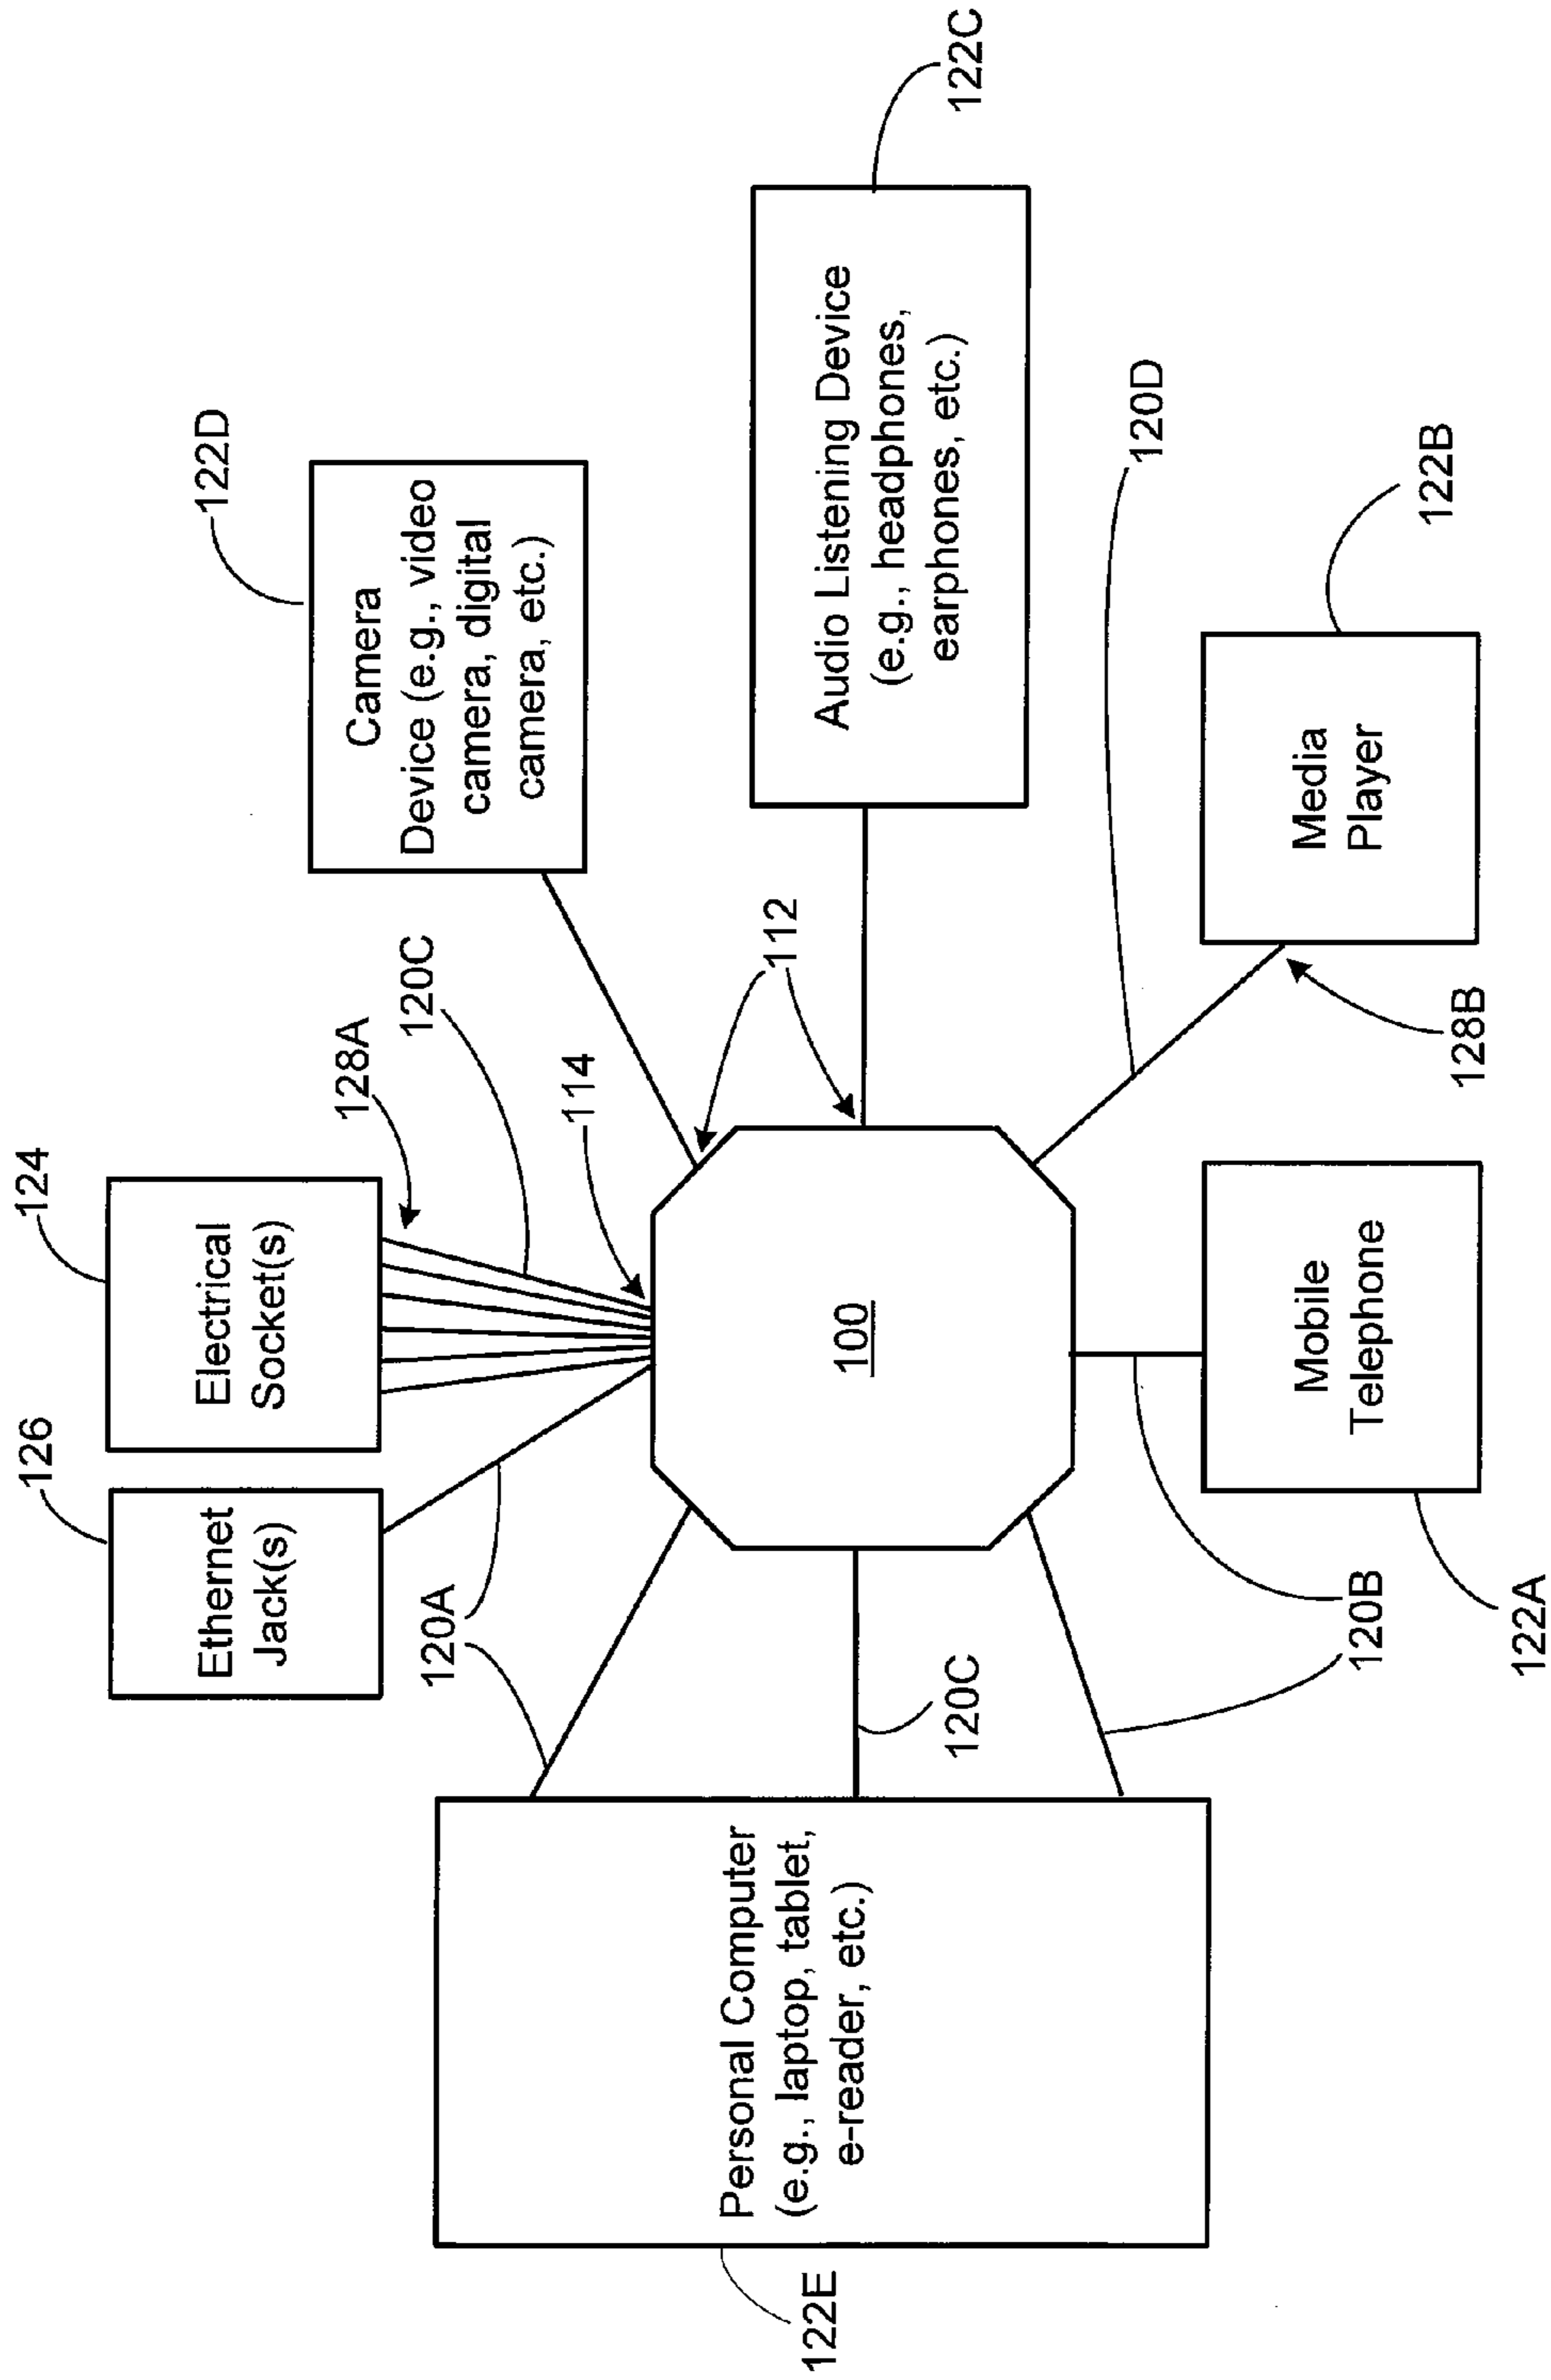 126
124
Ethernet
Jack(s)
Electrical
Socket(s)
122D
Camera
Device (e.g., video
camera, digital
camera, etc.)
128A
120C
120A
114
112
122E
Personal Computer
(e.g., laptop, tablet,
e-reader, etc.)
100
Audio Listening Device
(e.g., headphones,
earphones, etc.)
122C
120C
120D
Mobile
Telephone
Media
Player
120B
122B
128B
122A